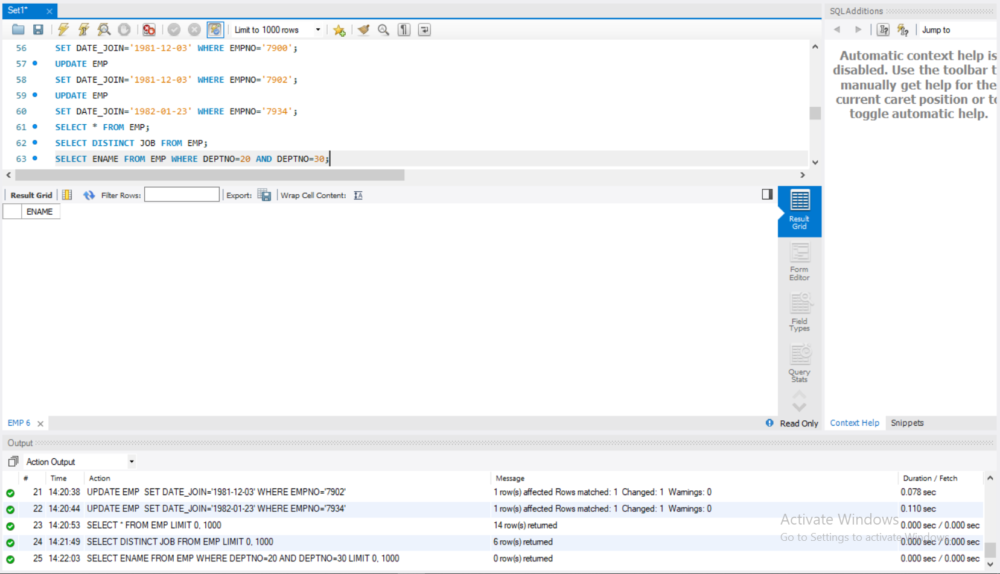 Set1*
SQLAdditions
Limit to 1000 rows
Jump to
56 SET DATE_JOIN='1981-12-03' WHERE EMPNO='7900';
57 UPDATE EMP
58 SET DATE_JOIN='1981-12-03' WHERE EMPNO='7902';
59 UPDATE EMP
60 SET DATE_JOIN='1982-01-23' WHERE EMPNO='7934';
61 SELECT * FROM EMP;
62 SELECT DISTINCT JOB FROM EMP;
63 SELECT ENAME FROM EMP WHERE DEPTNO=20 AND DEPTNO=30;
Automatic context help is
disabled. Use the toolbar t
manually get help for the
current caret position or to
toggle automatic help.
Result Grid Filter Rows: Export: Wrap Cell Content:
ENAME
Result
Grid
Form
Editor
Field
Types
Query
Stats
EMP 6
Read Only
Context Help Snippets
Output
Action Output
# Time Action Message Duration / Fetch
21 14:20:38 UPDATE EMP SET DATE_JOIN='1981-12-03' WHERE EMPNO='7902' 1 row(s) affected Rows matched: 1 Changed: 1 Warnings: 0 0.078 sec
22 14:20:44 UPDATE EMP SET DATE_JOIN='1982-01-23' WHERE EMPNO='7934' 1 row(s) affected Rows matched: 1 Changed: 1 Warnings: 0 0.110 sec
23 14:20:53 SELECT * FROM EMP LIMIT 0, 1000 14 row(s) returned 0.000 sec / 0.000 sec
24 14:21:49 SELECT DISTINCT JOB FROM EMP LIMIT 0, 1000 6 row(s) returned 0.000 sec / 0.000 sec
25 14:22:03 SELECT ENAME FROM EMP WHERE DEPTNO=20 AND DEPTNO=30 LIMIT 0, 1000 0 row(s) returned 0.000 sec / 0.000 sec
Activate Windows
Go to Settings to activate Windows.